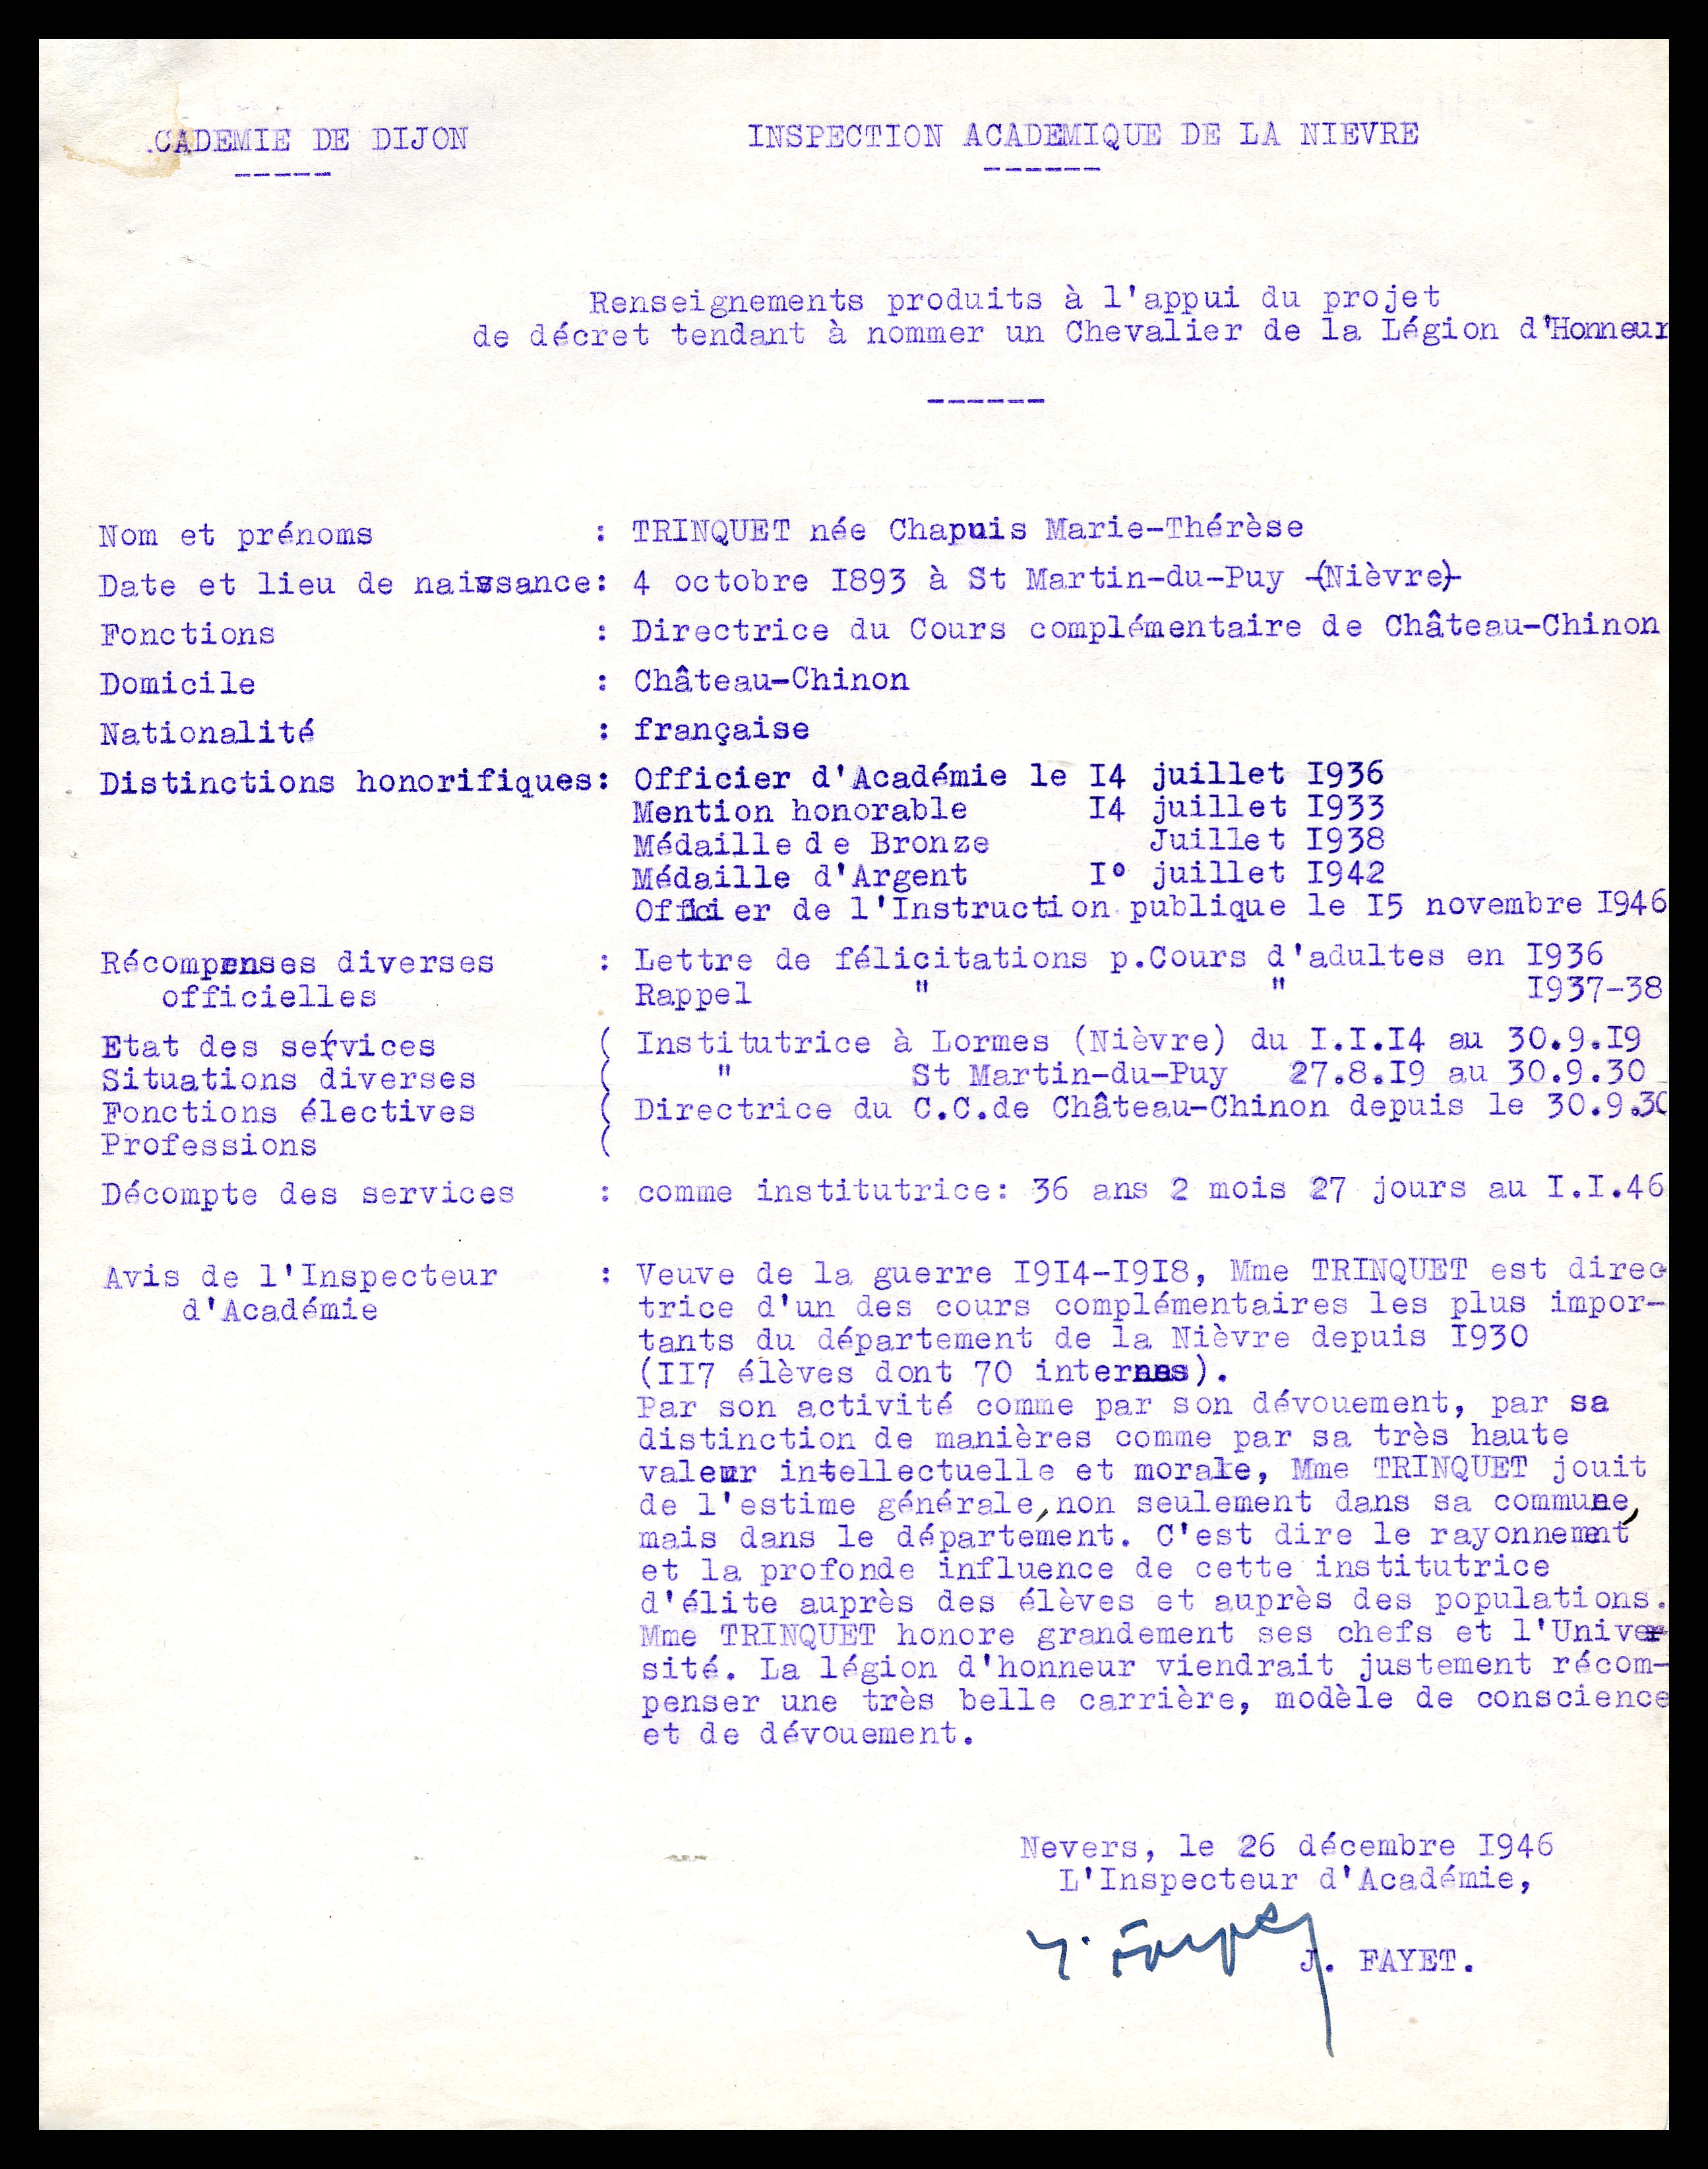 CADEMIE DE DIJON
INSPECTION ACADEMIQUE DE LA NIEVRE
------
------
Renseignements produits à l'appui du projet
de décret tendant à nommer un Chevalier de la Légion d'Honneur
------
Nom et prénoms : TRINQUET née Chapuis Marie-Thérèse
Date et lieu de naissance: 4 octobre I893 à St Martin-du-Puy (Nièvre)
Fonctions : Directrice du Cours complémentaire de Château-Chinon
Domicile : Château-Chinon
Nationalité : française
Distinctions honorifiques: Officier d'Académie le I4 juillet I936
Mention honorable I4 juillet I933
Médaille de Bronze Juillet I938
Médaille d'Argent I° juillet I942
Officier de l'Instruction publique le I5 novembre I946
Récompenses diverses : Lettre de félicitations p.Cours d'adultes en I936
officielles Rappel " " I937-38
Etat des services ( Institutrice à Lormes (Nièvre) du I.I.I4 au 30.9.I9
Situations diverses ( " St Martin-du-Puy 27.8.I9 au 30.9.30
Fonctions électives ( Directrice du C.C.de Château-Chinon depuis le 30.9.30
Professions (
Décompte des services : comme institutrice: 36 ans 2 mois 27 jours au I.I.46
Avis de l'Inspecteur : Veuve de la guerre I9I4-I9I8, Mme TRINQUET est direc-
d'Académie trice d'un des cours complémentaires les plus impor-
tants du département de la Nièvre depuis I930
(II7 élèves dont 70 internes).
Par son activité comme par son dévouement, par sa
distinction de manières comme par sa très haute
valeur intellectuelle et morale, Mme TRINQUET jouit
de l'estime générale, non seulement dans sa commune,
mais dans le département. C'est dire le rayonnement
et la profonde influence de cette institutrice
d'élite auprès des élèves et auprès des populations.
Mme TRINQUET honore grandement ses chefs et l'Univer-
sité. La légion d'honneur viendrait justement récom-
penser une très belle carrière, modèle de conscience
et de dévouement.
Nevers, le 26 décembre I946
L'Inspecteur d'Académie,
J. Fayet
J. FAYET.